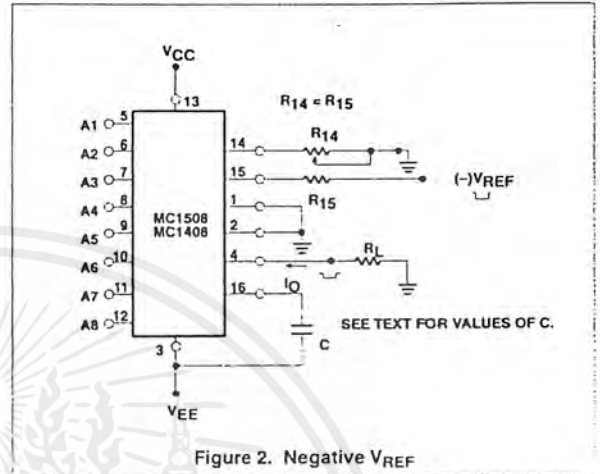 VCC
13
R14 = R15
A1 5
A2 6
A3 7
A4 8
A5 9
A6 10
A7 11
A8 12
MC1508
MC1408
14
R14
15
R15
(-)VREF
1
2
4
RL
IO
16
C
SEE TEXT FOR VALUES OF C.
3
VEE
Figure 2. Negative VREF